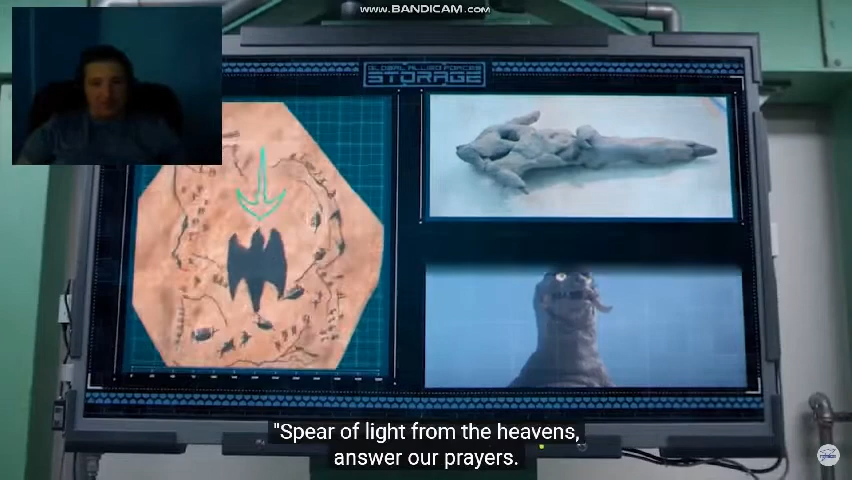 WWW.BANDICAM.COM
GLOBAL ALLIED FORCES
STORAGE
"Spear of light from the heavens,
answer our prayers.